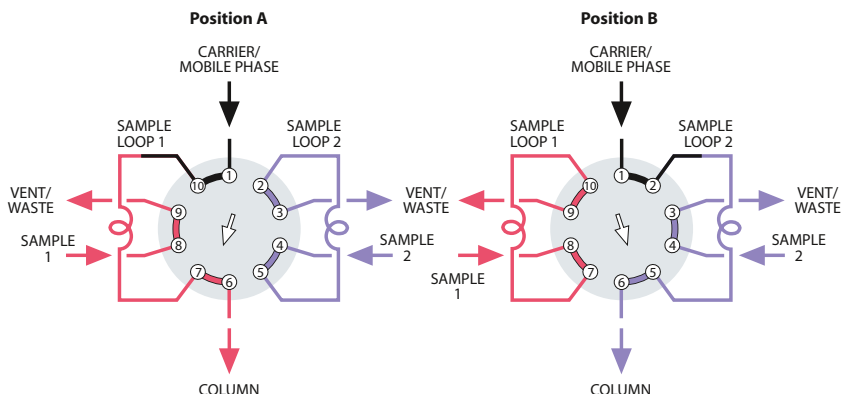 Position A
CARRIER/
MOBILE PHASE
SAMPLE
LOOP 1
SAMPLE
LOOP 2
1
10
2
9
3
8
4
7
6
5
VENT/
WASTE
SAMPLE
1
VENT/
WASTE
SAMPLE
2
COLUMN
Position B
CARRIER/
MOBILE PHASE
SAMPLE
LOOP 1
SAMPLE
LOOP 2
1
10
2
9
3
8
4
7
6
5
VENT/
WASTE
SAMPLE
1
VENT/
WASTE
SAMPLE
2
COLUMN